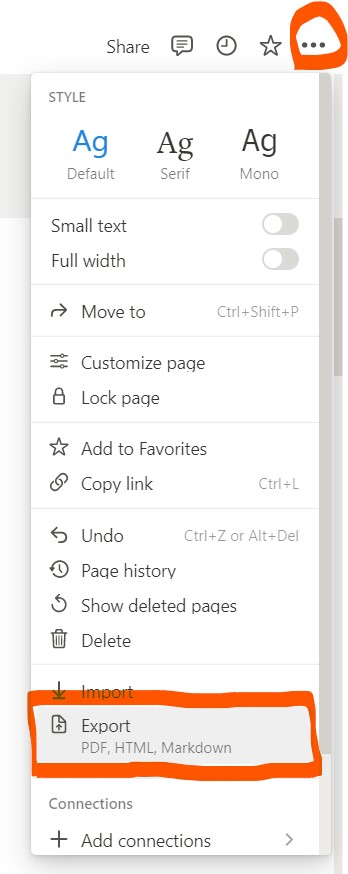 Share
STYLE
Ag Ag Ag
Default Serif Mono
Small text
Full width
Move to Ctrl+Shift+P
Customize page
Lock page
Add to Favorites
Copy link Ctrl+L
Undo Ctrl+Z or Alt+Del
Page history
Show deleted pages
Delete
Import
Export
PDF, HTML, Markdown
Connections
Add connections